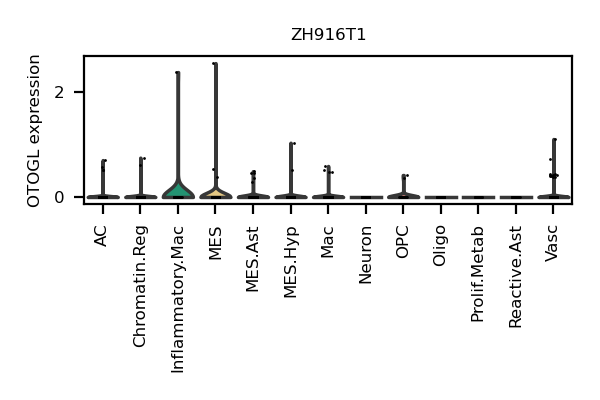 ZH916T1
OTOGL expression
2
0
AC
Chromatin.Reg
Inflammatory.Mac
MES
MES.Ast
MES.Hyp
Mac
Neuron
OPC
Oligo
Prolif.Metab
Reactive.Ast
Vasc